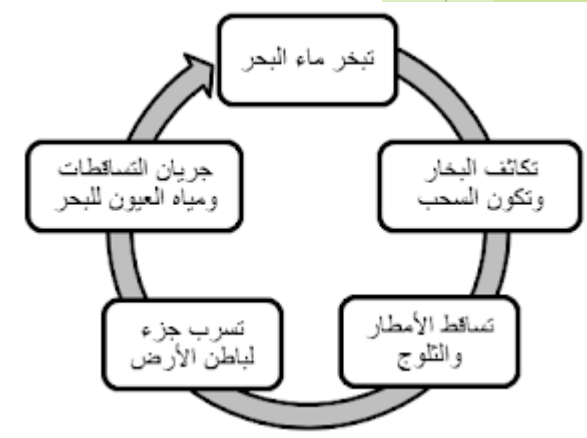 تبخر ماء البحر
تكاثف البخار
وتكون السحب
تساقط الأمطار
والثلوج
تسرب جزء
لباطن الأرض
جريان التساقطات
ومياه العيون للبحر